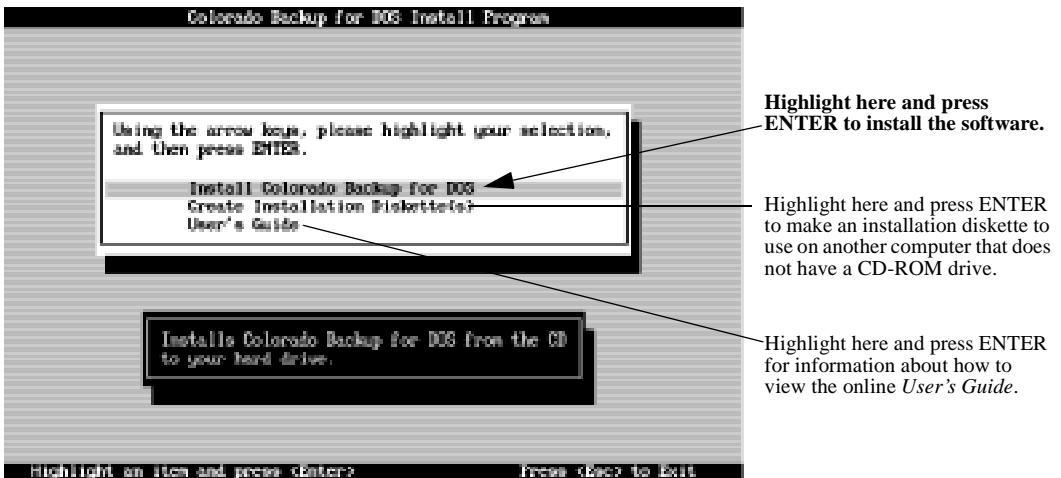 Colorado Backup for DOS Install Program
Using the arrow keys, please highlight your selection,
and then press ENTER.
Install Colorado Backup for DOS
Create Installation Diskette(s)
User's Guide
Installs Colorado Backup for DOS from the CD
to your hard drive.
Highlight an item and press <Enter>
Press <Esc> to Exit
Highlight here and press
ENTER to install the software.
Highlight here and press ENTER
to make an installation diskette to
use on another computer that does
not have a CD-ROM drive.
Highlight here and press ENTER
for information about how to
view the online User's Guide.